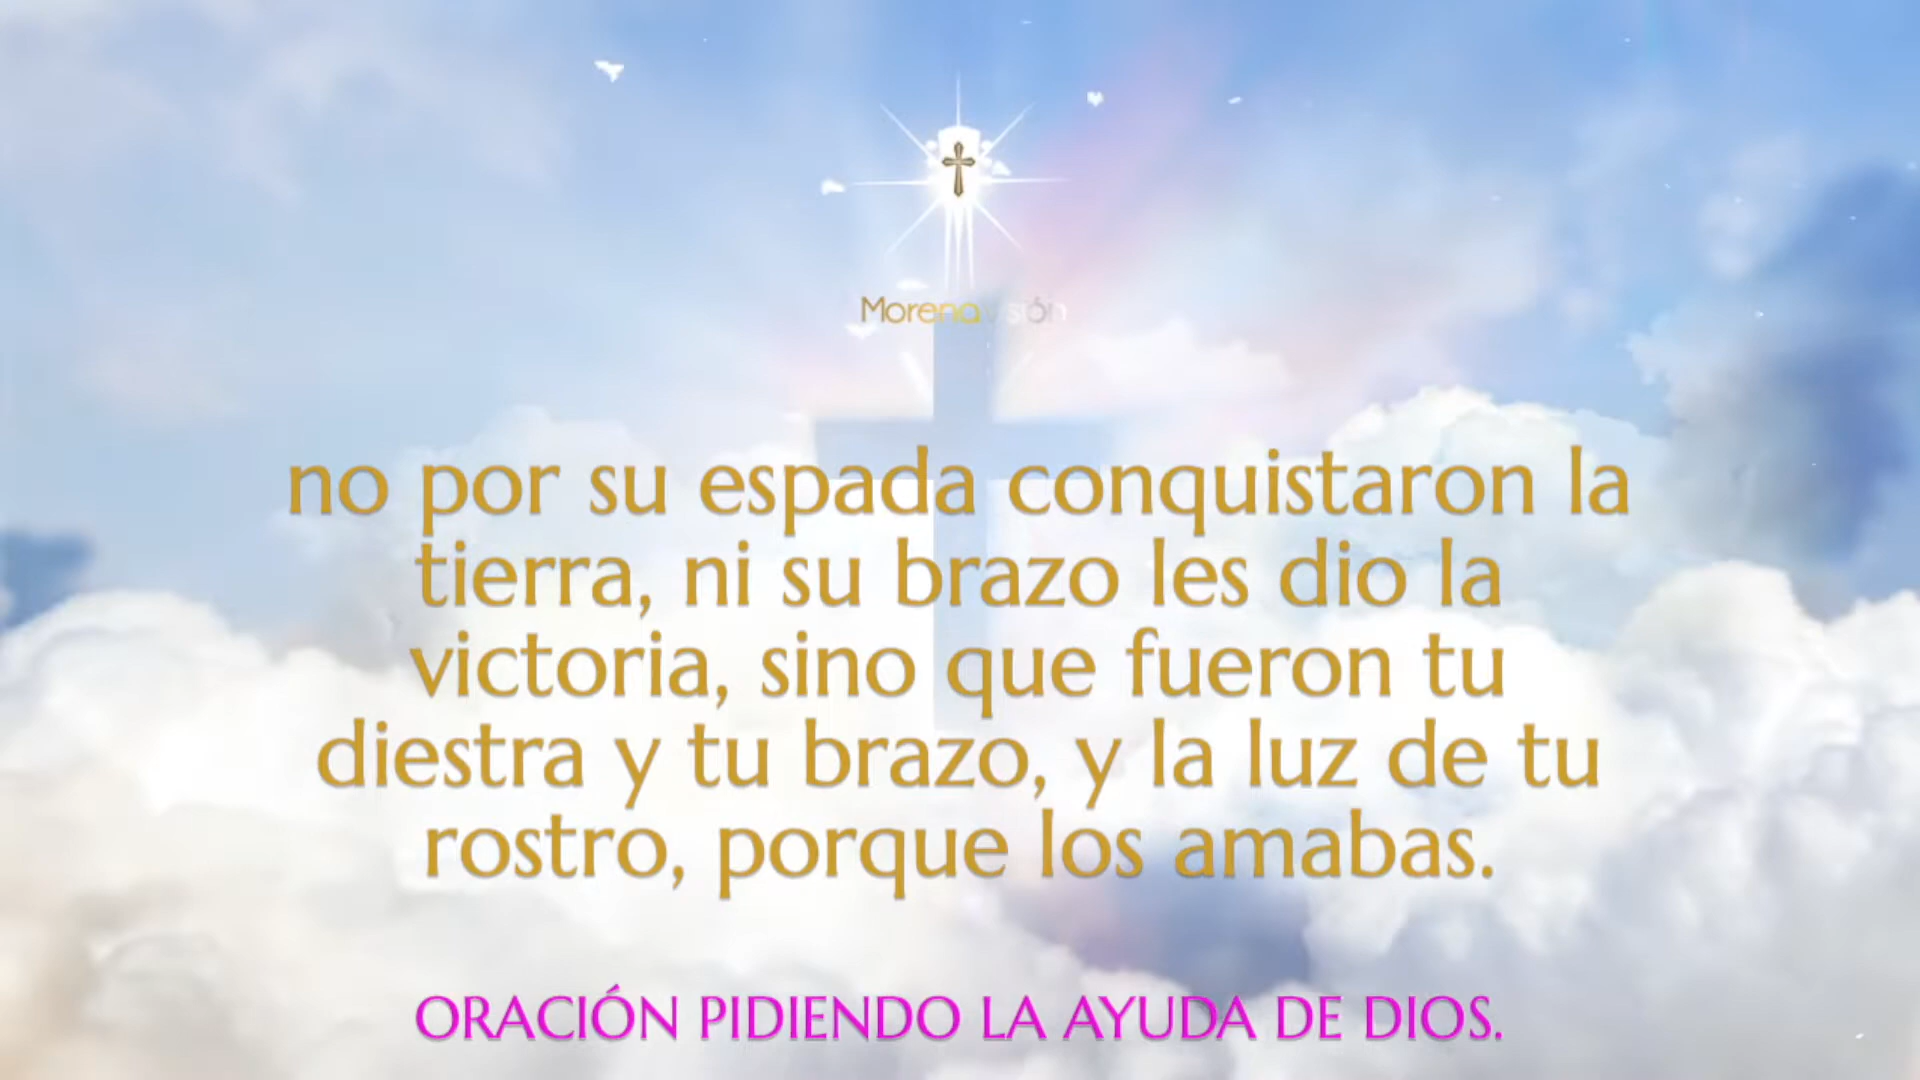 Morenavisión
no por su espada conquistaron la
tierra, ni su brazo les dio la
victoria, sino que fueron tu
diestra y tu brazo, y la luz de tu
rostro, porque los amabas.
ORACIÓN PIDIENDO LA AYUDA DE DIOS.